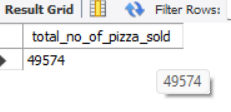 Result Grid Filter Rows:
total_no_of_pizza_sold
49574
49574